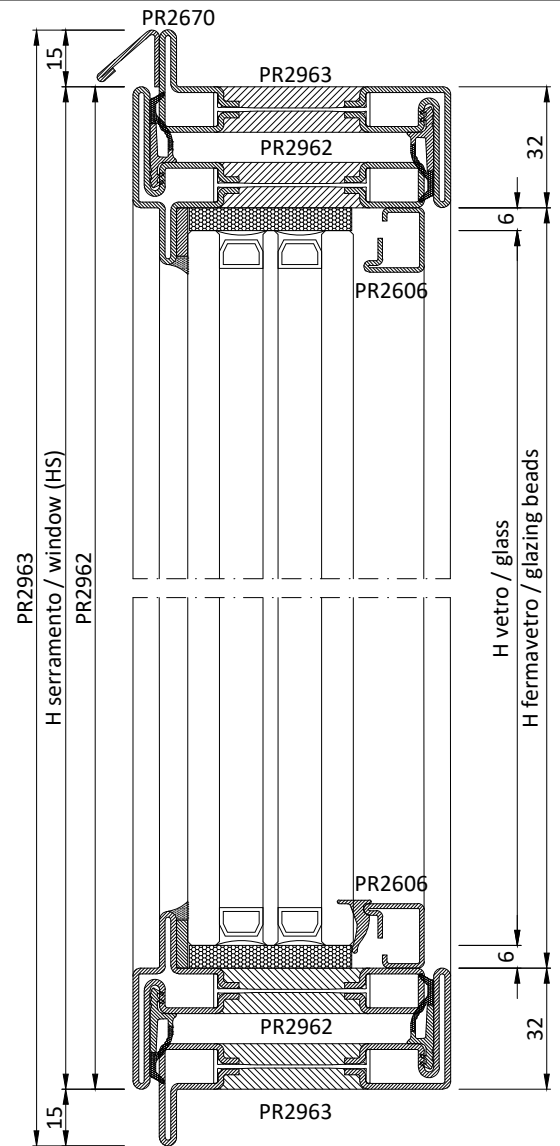 PR2670
15
PR2963
PR2962
32
6
PR2606
PR2963
H serramento / window (HS)
PR2962
H vetro / glass
H fermavetro / glazing beads
PR2606
6
PR2962
32
PR2963
15